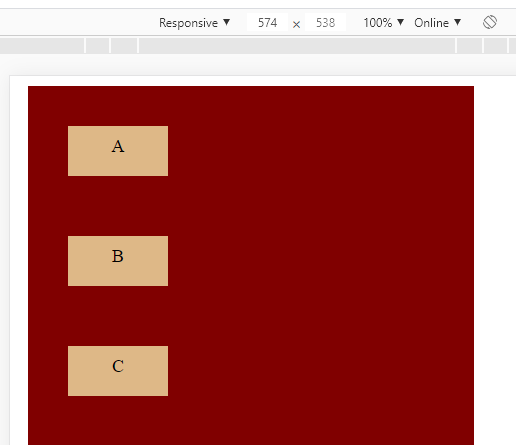 Responsive ▼ 574 × 538 100% ▼ Online ▼
A
B
C